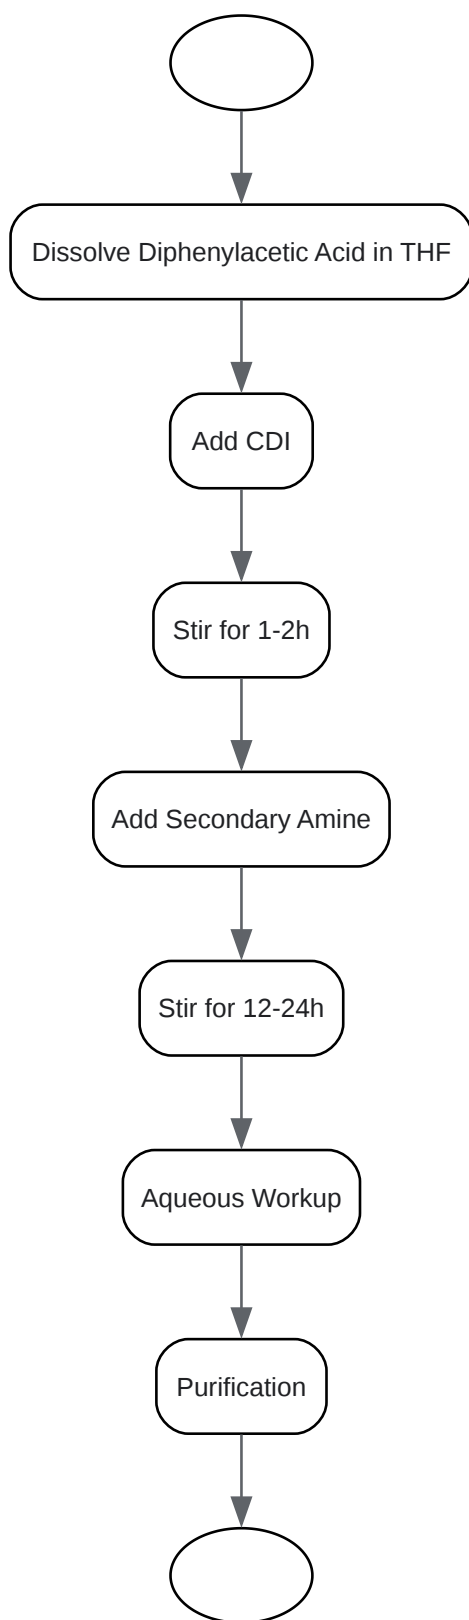 Dissolve Diphenylacetic Acid in THF
Add CDI
Stir for 1-2h
Add Secondary Amine
Stir for 12-24h
Aqueous Workup
Purification